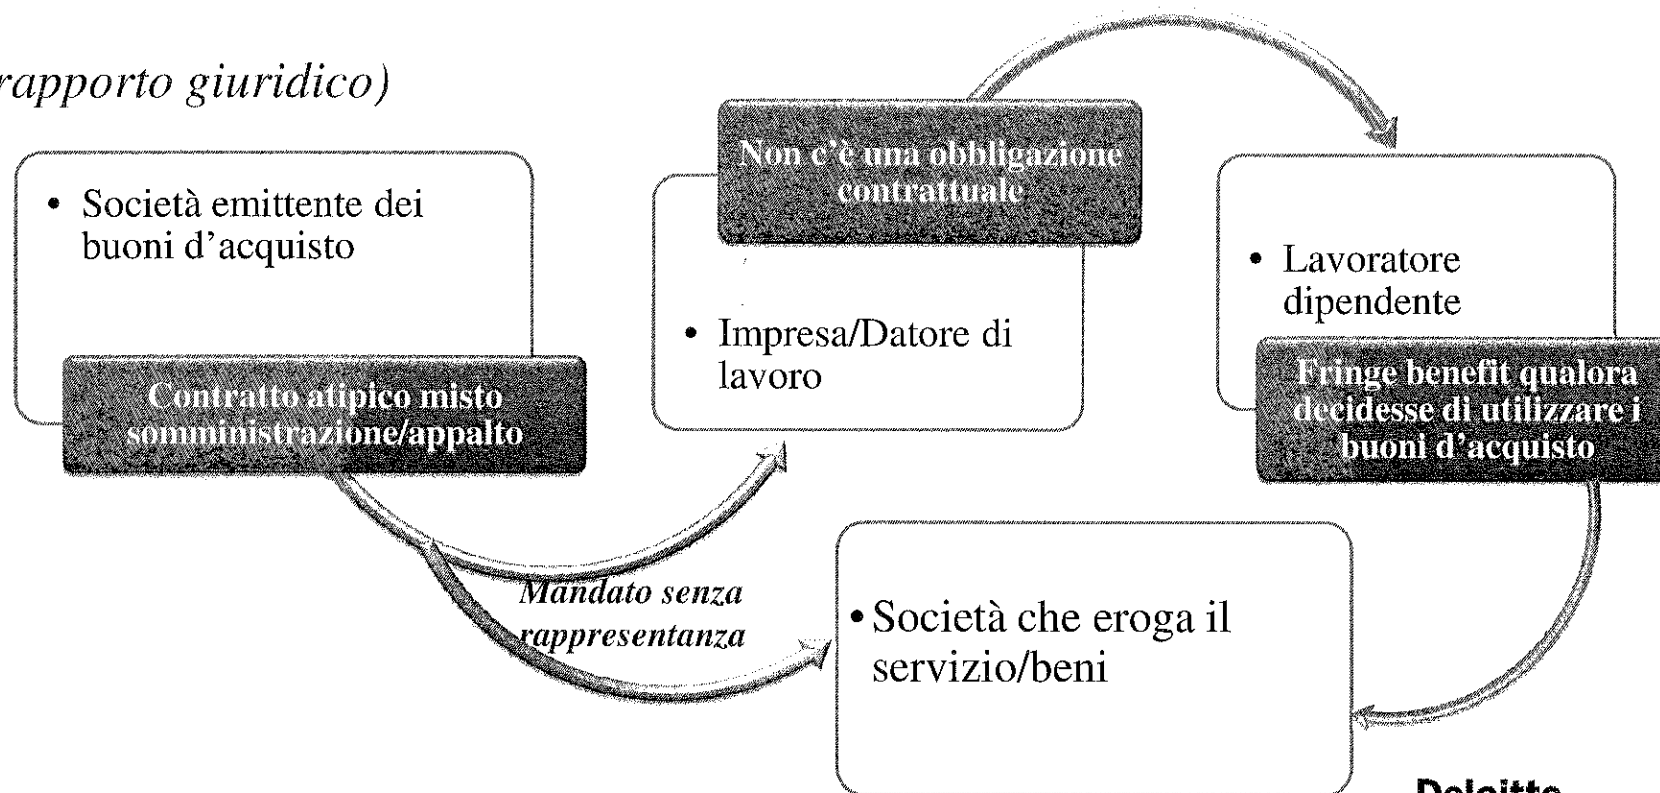 rapporto giuridico)
• Società emittente dei
buoni d'acquisto
Contratto atipico misto
somministrazione/appalto
Non c'è una obbligazione
contrattuale
• Impresa/Datore di
lavoro
• Lavoratore
dipendente
Fringe benefit qualora
decidesse di utilizzare i
buoni d'acquisto
Mandato senza
rappresentanza
• Società che eroga il
servizio/beni
Deloitte